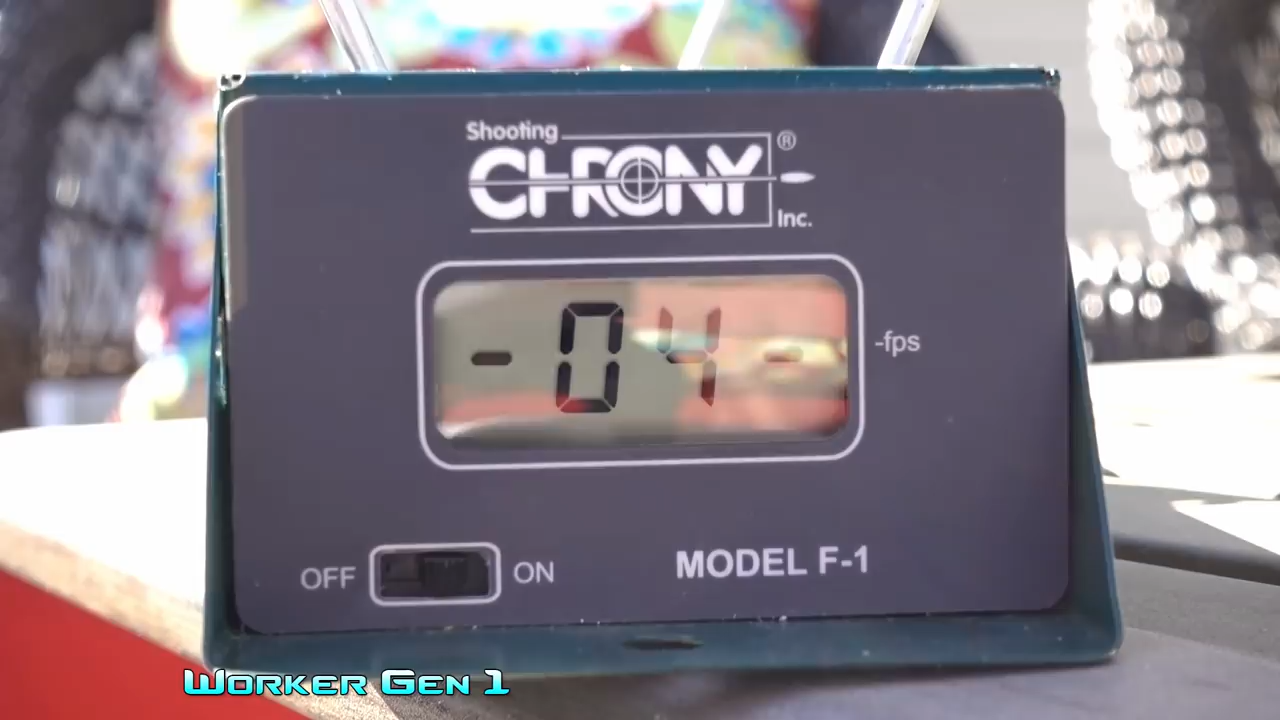 Shooting
CHRONY®
Inc.
- 04 -
-fps
OFF ON
MODEL F-1
Worker Gen 1